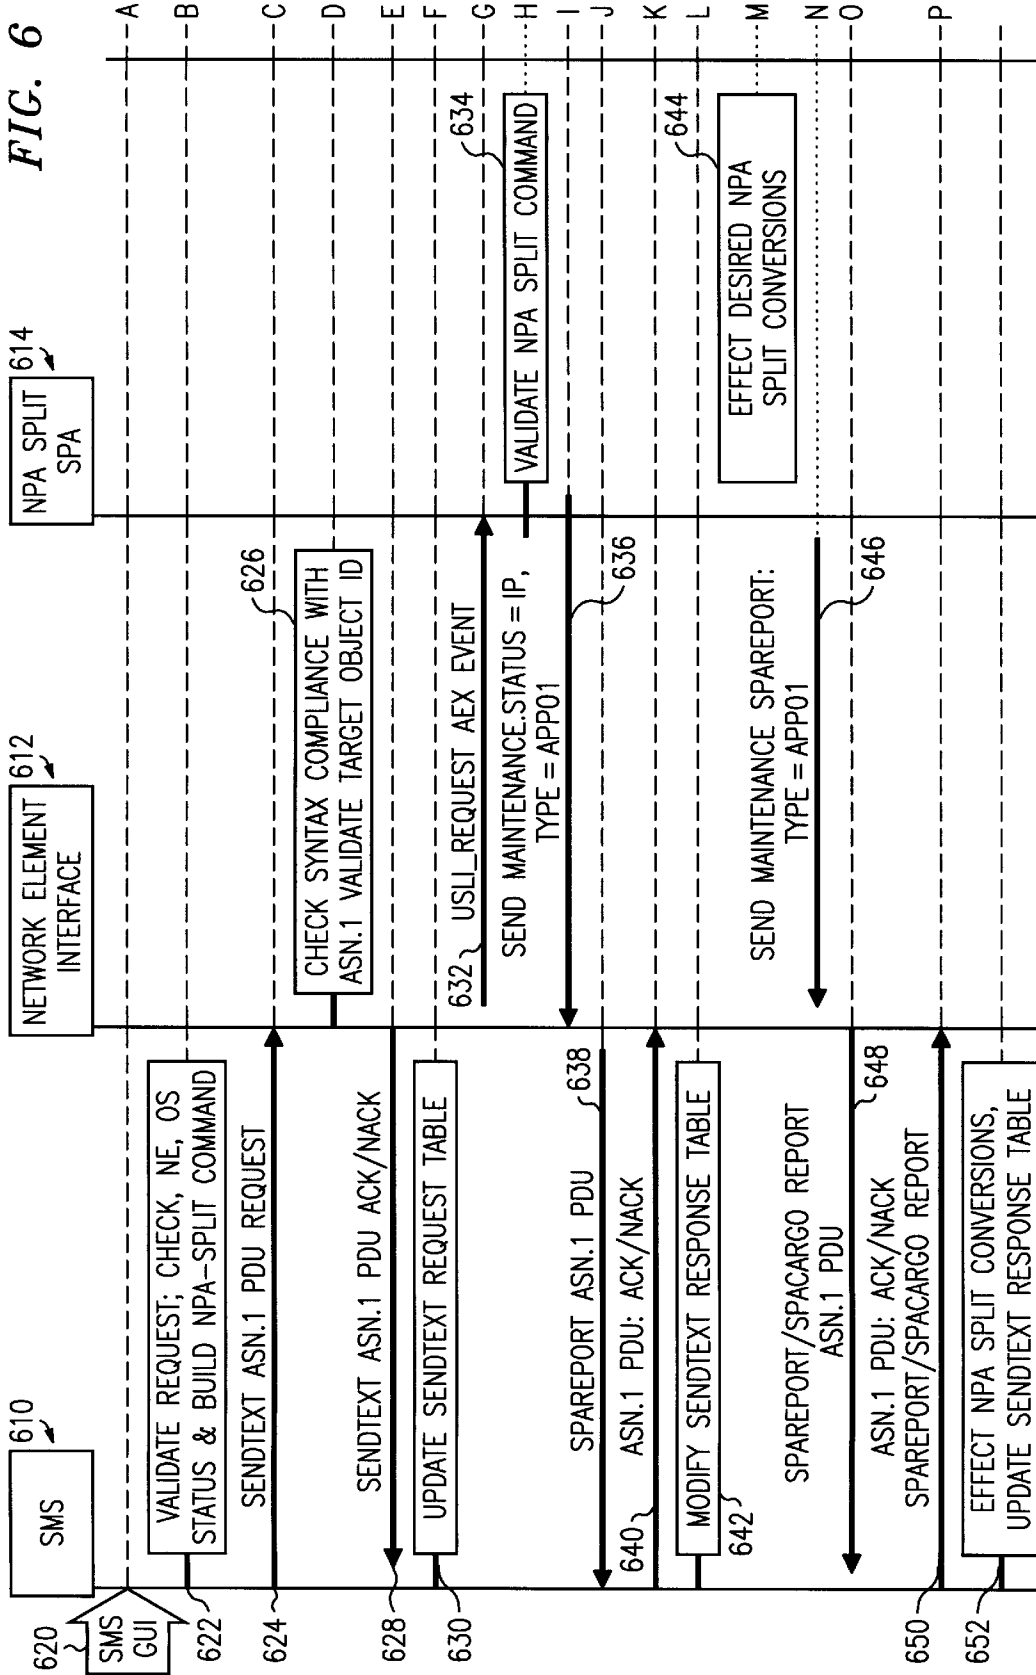 FIG. 6
SMS
610
NETWORK ELEMENT
INTERFACE
612
NPA SPLIT
SPA
614
620
SMS
GUI
A
VALIDATE REQUEST; CHECK, NE, OS
STATUS & BUILD NPA-SPLIT COMMAND
622
B
SENDTEXT ASN.1 PDU REQUEST
624
C
626
CHECK SYNTAX COMPLIANCE WITH
ASN.1 VALIDATE TARGET OBJECT ID
D
SENDTEXT ASN.1 PDU ACK/NACK
628
E
UPDATE SENDTEXT REQUEST TABLE
630
F
632
USLI_REQUEST AEX EVENT
G
634
VALIDATE NPA SPLIT COMMAND
H
SEND MAINTENANCE.STATUS = IP,
TYPE = APP01
636
I
SPAREPORT ASN.1 PDU
638
J
640
ASN.1 PDU: ACK/NACK
K
MODIFY SENDTEXT RESPONSE TABLE
642
L
644
EFFECT DESIRED NPA
SPLIT CONVERSIONS
M
SEND MAINTENANCE SPAREPORT:
TYPE = APP01
646
N
SPAREPORT/SPACARGO REPORT
ASN.1 PDU
648
O
ASN.1 PDU: ACK/NACK
SPAREPORT/SPACARGO REPORT
650
P
EFFECT NPA SPLIT CONVERSIONS,
UPDATE SENDTEXT RESPONSE TABLE
652